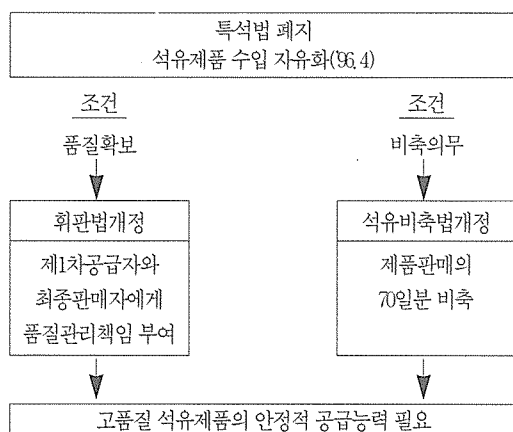 특석법 폐지
석유제품 수입 자유화('96.4)
조건
조건
품질확보
비축의무
휘판법개정
석유비축법개정
제1차공급자와
최종판매자에게
품질관리책임 부여
제품판매의
70일분 비축
고품질 석유제품의 안정적 공급능력 필요